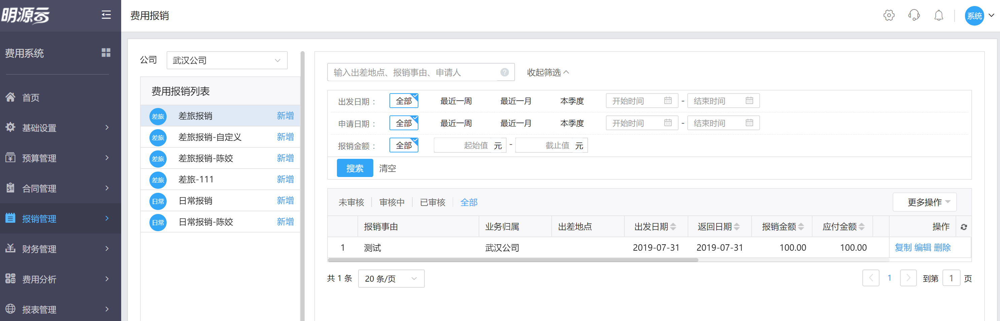 明源云
费用报销
系统
费用系统
首页
基础设置
预算管理
合同管理
报销管理
财务管理
费用分析
报表管理
公司 武汉公司
费用报销列表
差旅 差旅报销 新增
差旅 差旅报销-自定义 新增
差旅 差旅报销-陈姣 新增
差旅 差旅-111 新增
日常 日常报销 新增
日常 日常报销-陈姣 新增
输入出差地点、报销事由、申请人 ? 收起筛选
出发日期： 全部 最近一周 最近一月 本季度 开始时间 - 结束时间
申请日期： 全部 最近一周 最近一月 本季度 开始时间 - 结束时间
报销金额： 全部 起始值 元 - 截止值 元
搜索 清空
未审核 审核中 已审核 全部 更多操作
报销事由 业务归属 出差地点 出发日期 返回日期 报销金额 应付金额 操作
1 测试 武汉公司 2019-07-31 2019-07-31 100.00 100.00 复制 编辑 删除
共 1 条 20 条/页 1 到第 1 页